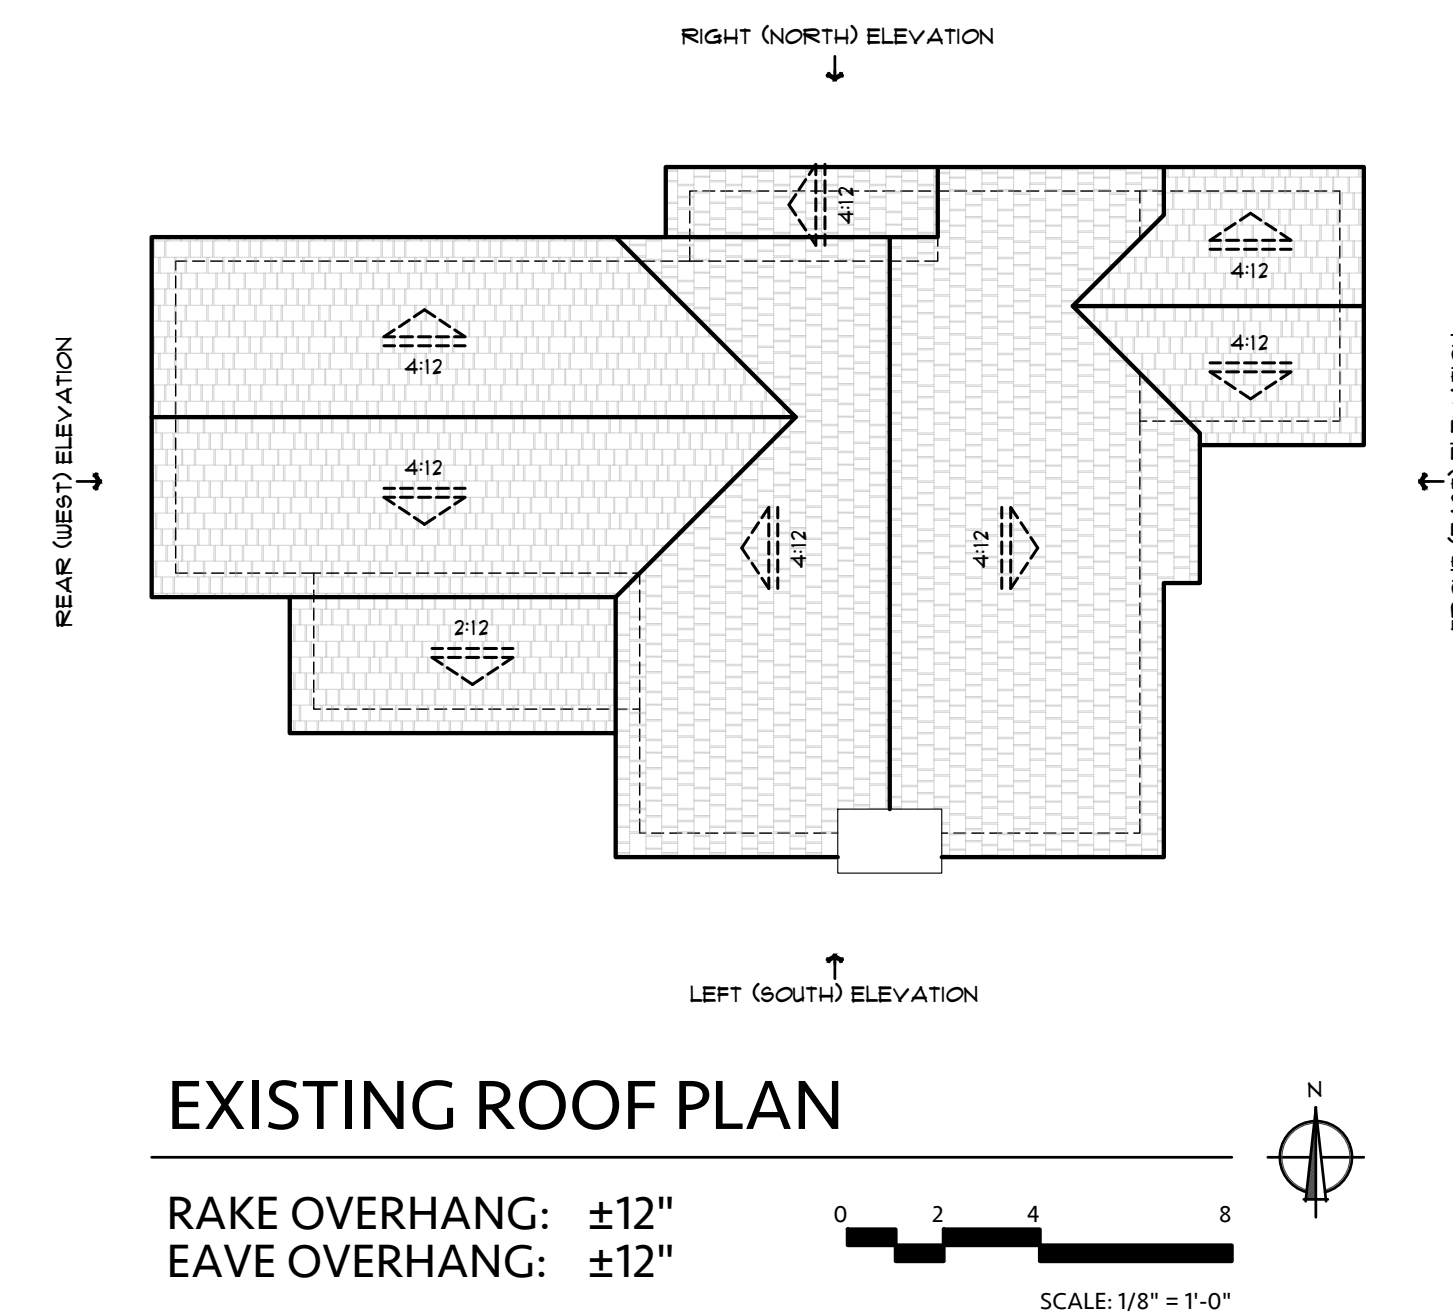 RIGHT (NORTH) ELEVATION
4:12
4:12
4:12
4:12
REAR (WEST) ELEVATION
4:12
4:12
4:12
2:12
LEFT (SOUTH) ELEVATION
EXISTING ROOF PLAN
N
RAKE OVERHANG: ±12"
EAVE OVERHANG: ±12"
0 2 4 8
SCALE: 1/8" = 1'-0"